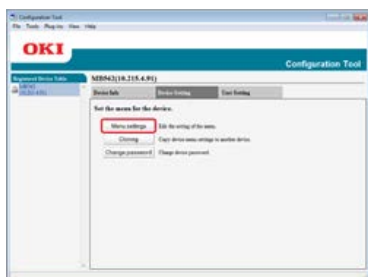 Configuration Tool
File Tools Plug-ins View Help
OKI
Configuration Tool
Registered Device Table
MB562(10.215.4.91)
Device Info Device Setting User Setting
Set the menu for the device.
Menu settings Edit the setting of the menu.
Cloning Copy device menu settings to another device.
Change password Change device password.